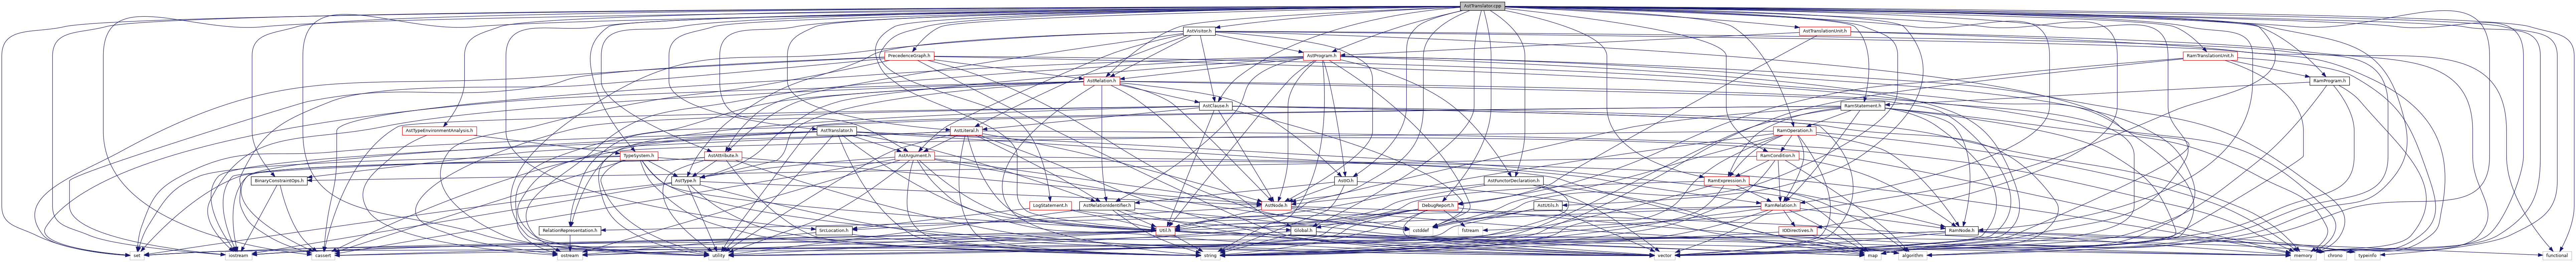 AstTranslator.cpp
AstVisitor.h
AstTranslationUnit.h
PrecedenceGraph.h
AstProgram.h
RamTranslationUnit.h
AstRelation.h
RamProgram.h
AstClause.h
RamStatement.h
AstTypeEnvironmentAnalysis.h
AstTranslator.h
AstLiteral.h
RamOperation.h
TypeSystem.h
AstAttribute.h
AstArgument.h
RamCondition.h
BinaryConstraintOps.h
AstType.h
AstIO.h
AstFunctorDeclaration.h
RamExpression.h
LogStatement.h
AstRelationIdentifier.h
AstNode.h
DebugReport.h
AstUtils.h
RamRelation.h
RelationRepresentation.h
SrcLocation.h
Util.h
Global.h
cstddef
fstream
IODirectives.h
RamNode.h
set
iostream
cassert
ostream
utility
string
vector
map
algorithm
memory
chrono
typeinfo
functional